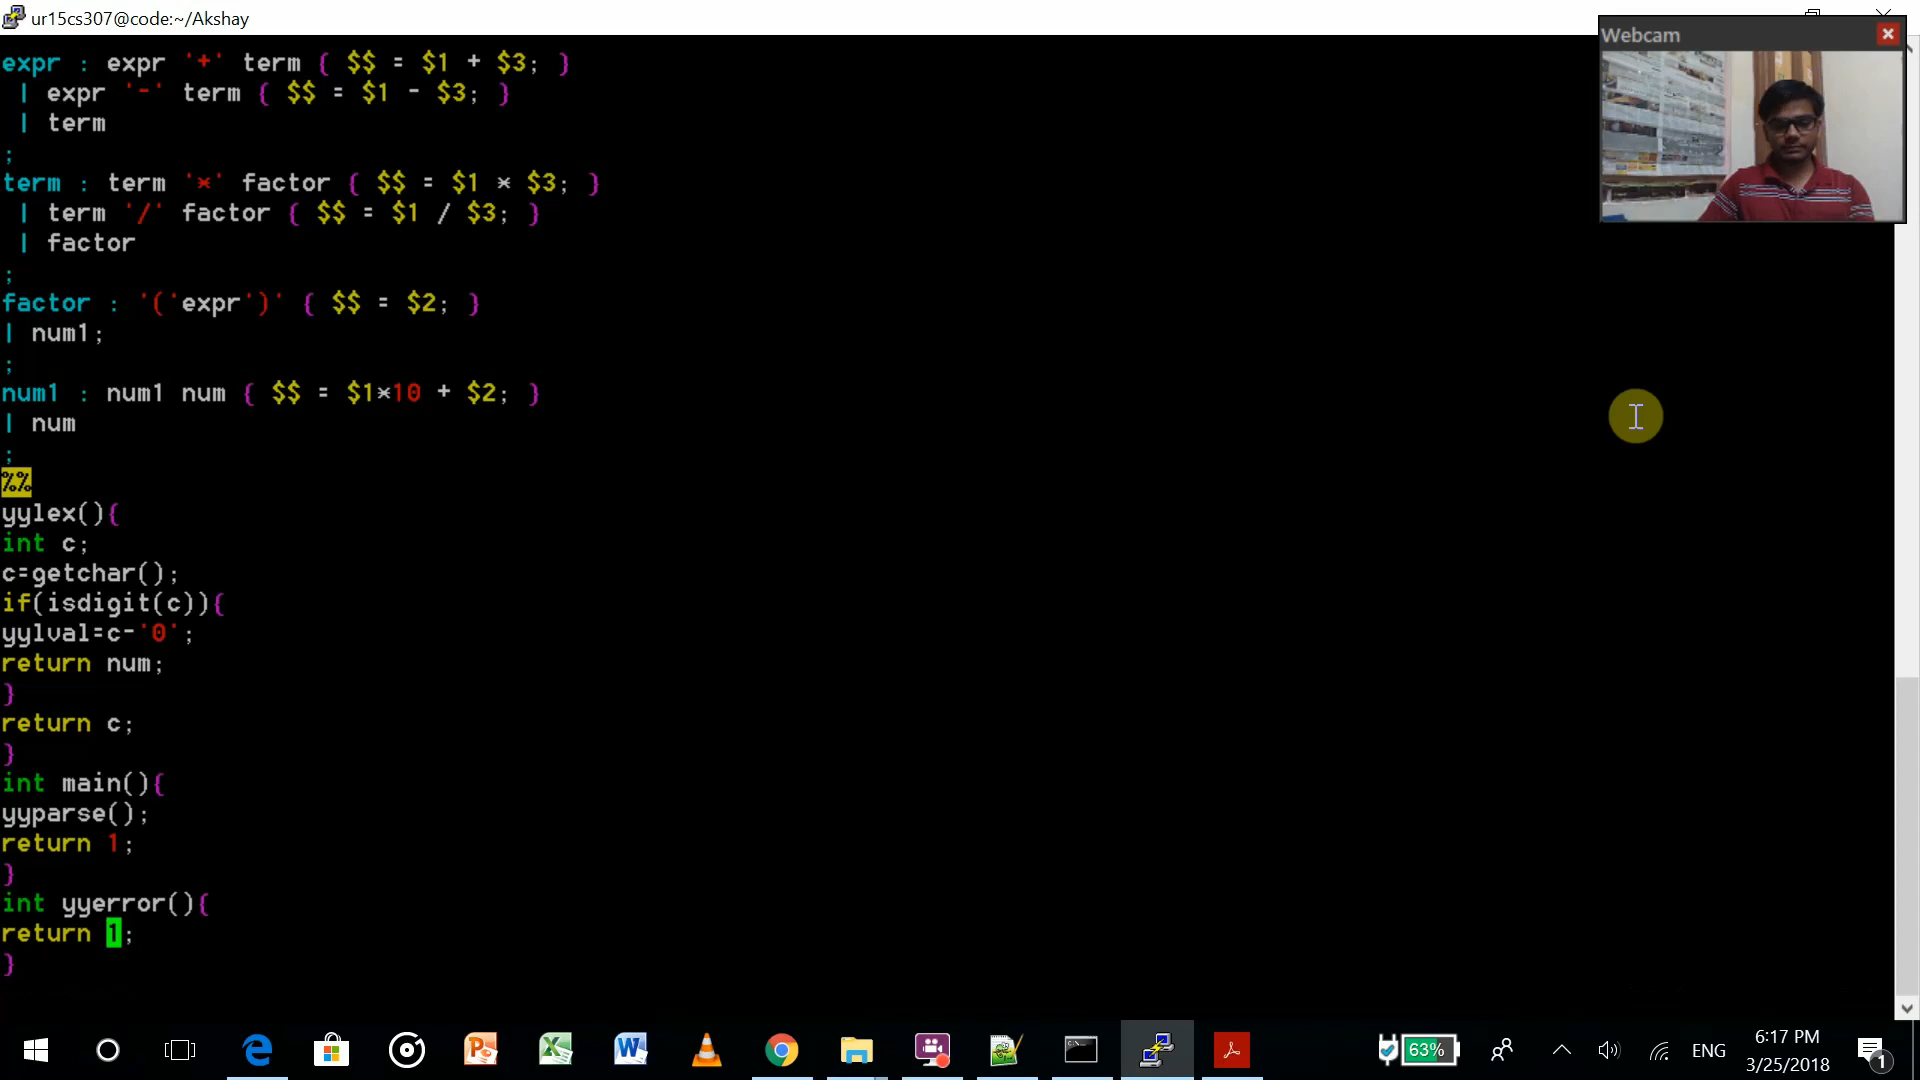 ur15cs307@code:~/Akshay
Webcam
expr : expr '+' term { $$ = $1 + $3; }
| expr '-' term { $$ = $1 - $3; }
| term
;
term : term '*' factor { $$ = $1 * $3; }
| term '/' factor { $$ = $1 / $3; }
| factor
;
factor : '('expr')' { $$ = $2; }
| num1;
;
num1 : num1 num { $$ = $1*10 + $2; }
| num
;
%%
yylex(){
int c;
c=getchar();
if(isdigit(c)){
yylval=c-'0';
return num;
}
return c;
}
int main(){
yyparse();
return 1;
}
int yyerror(){
return 1;
}
63%
ENG
6:17 PM
3/25/2018
1